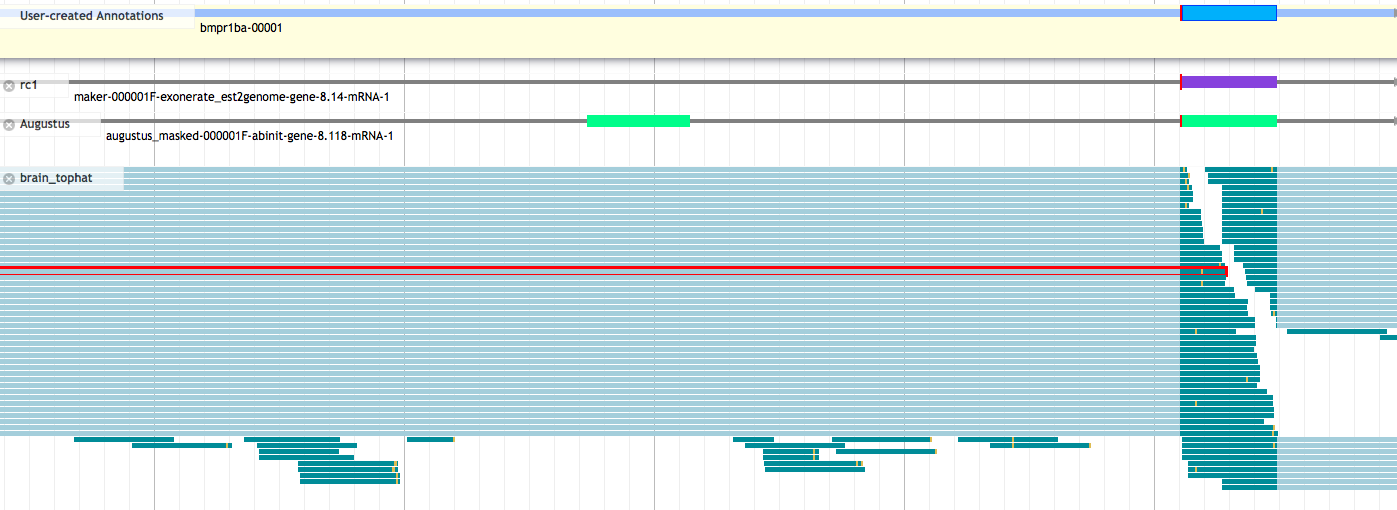 User-created Annotations
bmpr1ba-00001
rc1
maker-000001F-exonerate_est2genome-gene-8.14-mRNA-1
Augustus
augustus_masked-000001F-abinit-gene-8.118-mRNA-1
brain_tophat